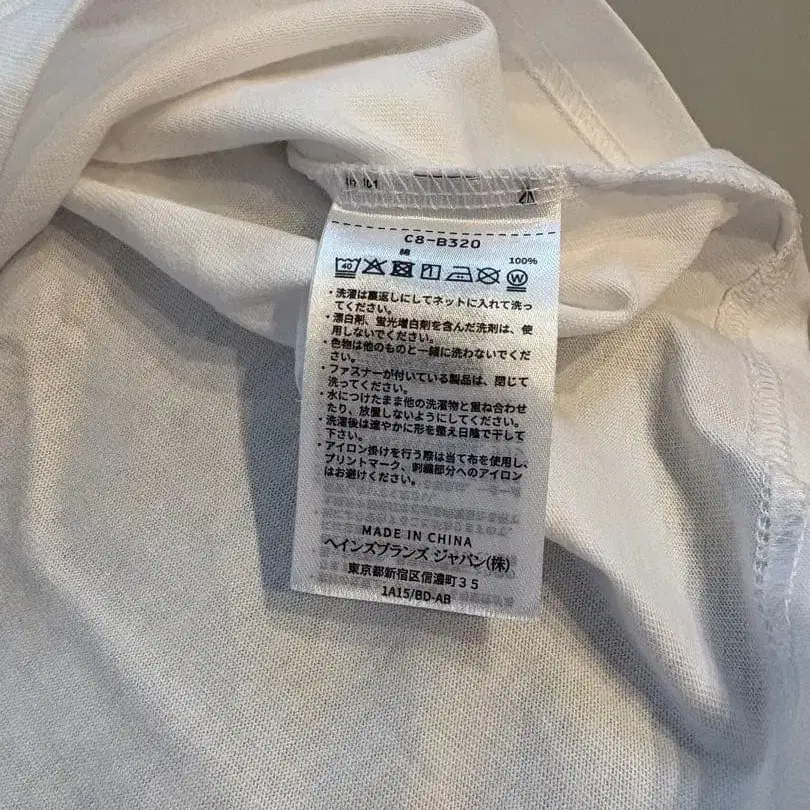 C8-B320
綿 100%
40
W
・洗濯は裏返しにしてネットに入れて洗っ
てください。
・漂白剤、蛍光増白剤を含んだ洗剤は、使
用しないでください。
・色物は他のものと一緒に洗わないでくだ
さい。
・ファスナーが付いている製品は、閉じて
洗ってください。
・水につけたまま他の洗濯物と重ね合わせ
たり、放置しないようにしてください。
・洗濯後は速やかに形を整え日陰で干して
下さい。
・アイロン掛けを行う際は当て布を使用し、
プリントマーク、刺繍部分へのアイロン
はお避けください。
MADE IN CHINA
ヘインズブランズ ジャパン(株)
東京都新宿区信濃町35
1A15/BD-AB